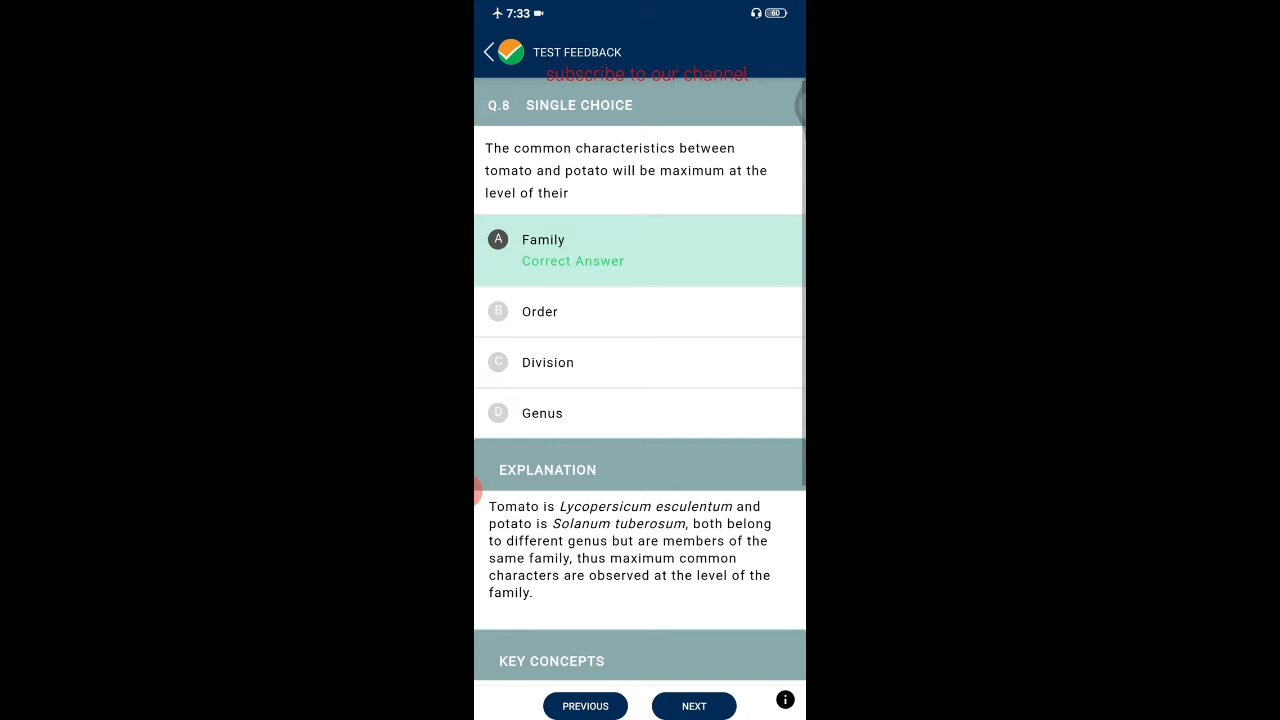 7:33
60
TEST FEEDBACK
subscribe to our channel
Q.8 SINGLE CHOICE
The common characteristics between
tomato and potato will be maximum at the
level of their
A Family
Correct Answer
B Order
C Division
D Genus
EXPLANATION
Tomato is Lycopersicum esculentum and
potato is Solanum tuberosum, both belong
to different genus but are members of the
same family, thus maximum common
characters are observed at the level of the
family.
KEY CONCEPTS
PREVIOUS NEXT
i